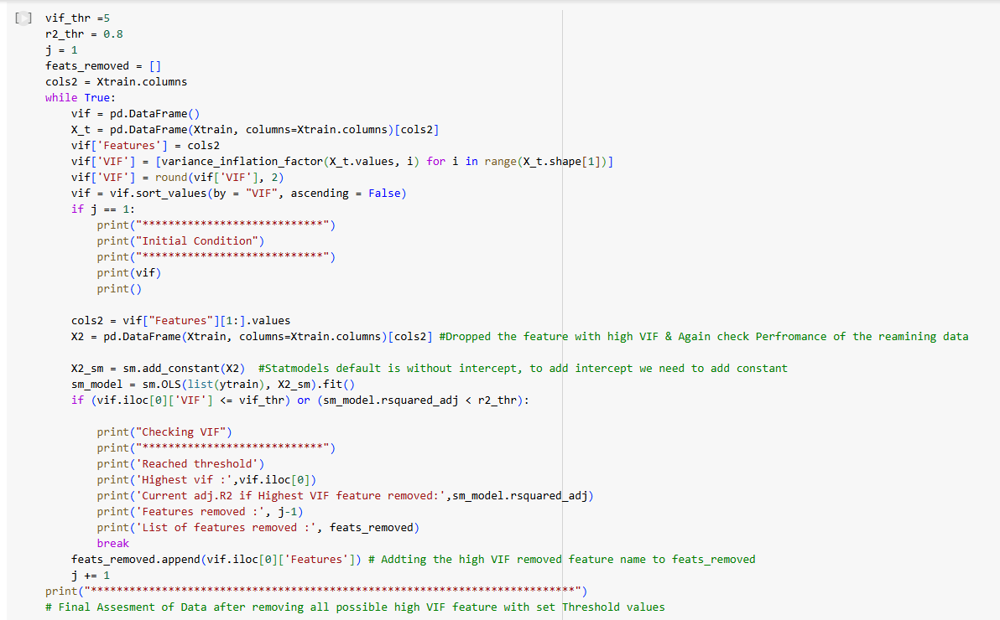 [ ] vif_thr =5
r2_thr = 0.8
j = 1
feats_removed = []
cols2 = Xtrain.columns
while True:
    vif = pd.DataFrame()
    X_t = pd.DataFrame(Xtrain, columns=Xtrain.columns)[cols2]
    vif['Features'] = cols2
    vif['VIF'] = [variance_inflation_factor(X_t.values, i) for i in range(X_t.shape[1])]
    vif['VIF'] = round(vif['VIF'], 2)
    vif = vif.sort_values(by = "VIF", ascending = False)
    if j == 1:
        print("****************************")
        print("Initial Condition")
        print("****************************")
        print(vif)
        print()
    cols2 = vif["Features"][1:].values
    X2 = pd.DataFrame(Xtrain, columns=Xtrain.columns)[cols2] #Dropped the feature with high VIF & Again check Perfromance of the reamining data
    X2_sm = sm.add_constant(X2)  #Statmodels default is without intercept, to add intercept we need to add constant
    sm_model = sm.OLS(list(ytrain), X2_sm).fit()
    if (vif.iloc[0]['VIF'] <= vif_thr) or (sm_model.rsquared_adj < r2_thr):
        print("Checking VIF")
        print("****************************")
        print('Reached threshold')
        print('Highest vif :',vif.iloc[0])
        print('Current adj.R2 if Highest VIF feature removed:',sm_model.rsquared_adj)
        print('Features removed :', j-1)
        print('List of features removed :', feats_removed)
        break
    feats_removed.append(vif.iloc[0]['Features']) # Addting the high VIF removed feature name to feats_removed
    j += 1
print("***************************************************************************")
# Final Assesment of Data after removing all possible high VIF feature with set Threshold values